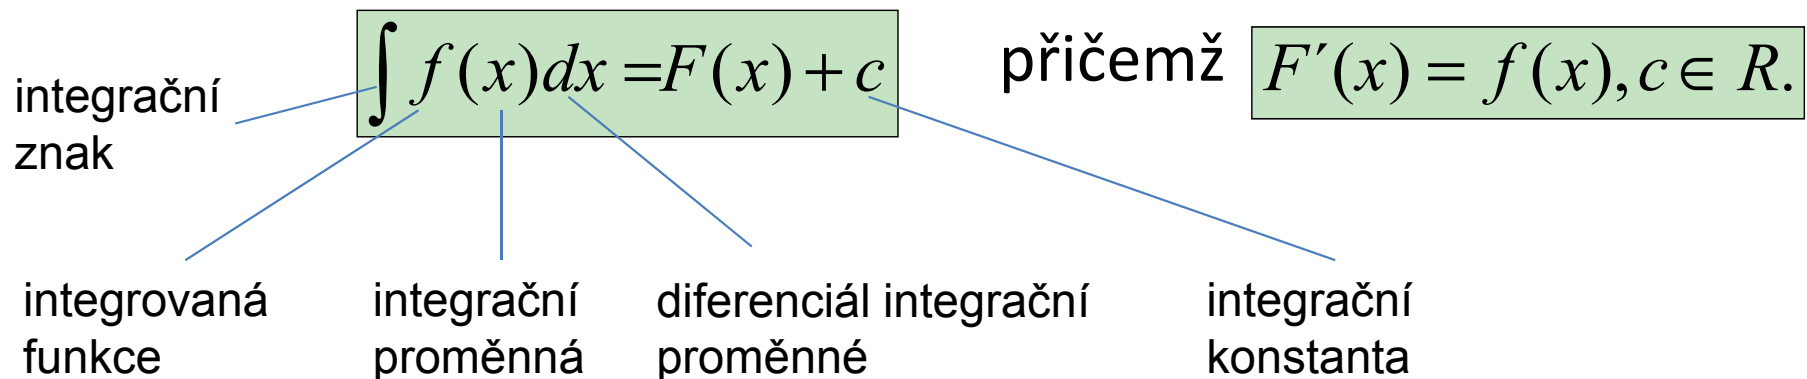 ∫ f(x)dx =F(x) + c přičemž F´(x) = f(x), c ∈ R.
integrační
znak
integrovaná
funkce
integrační
proměnná
diferenciál integrační
proměnné
integrační
konstanta